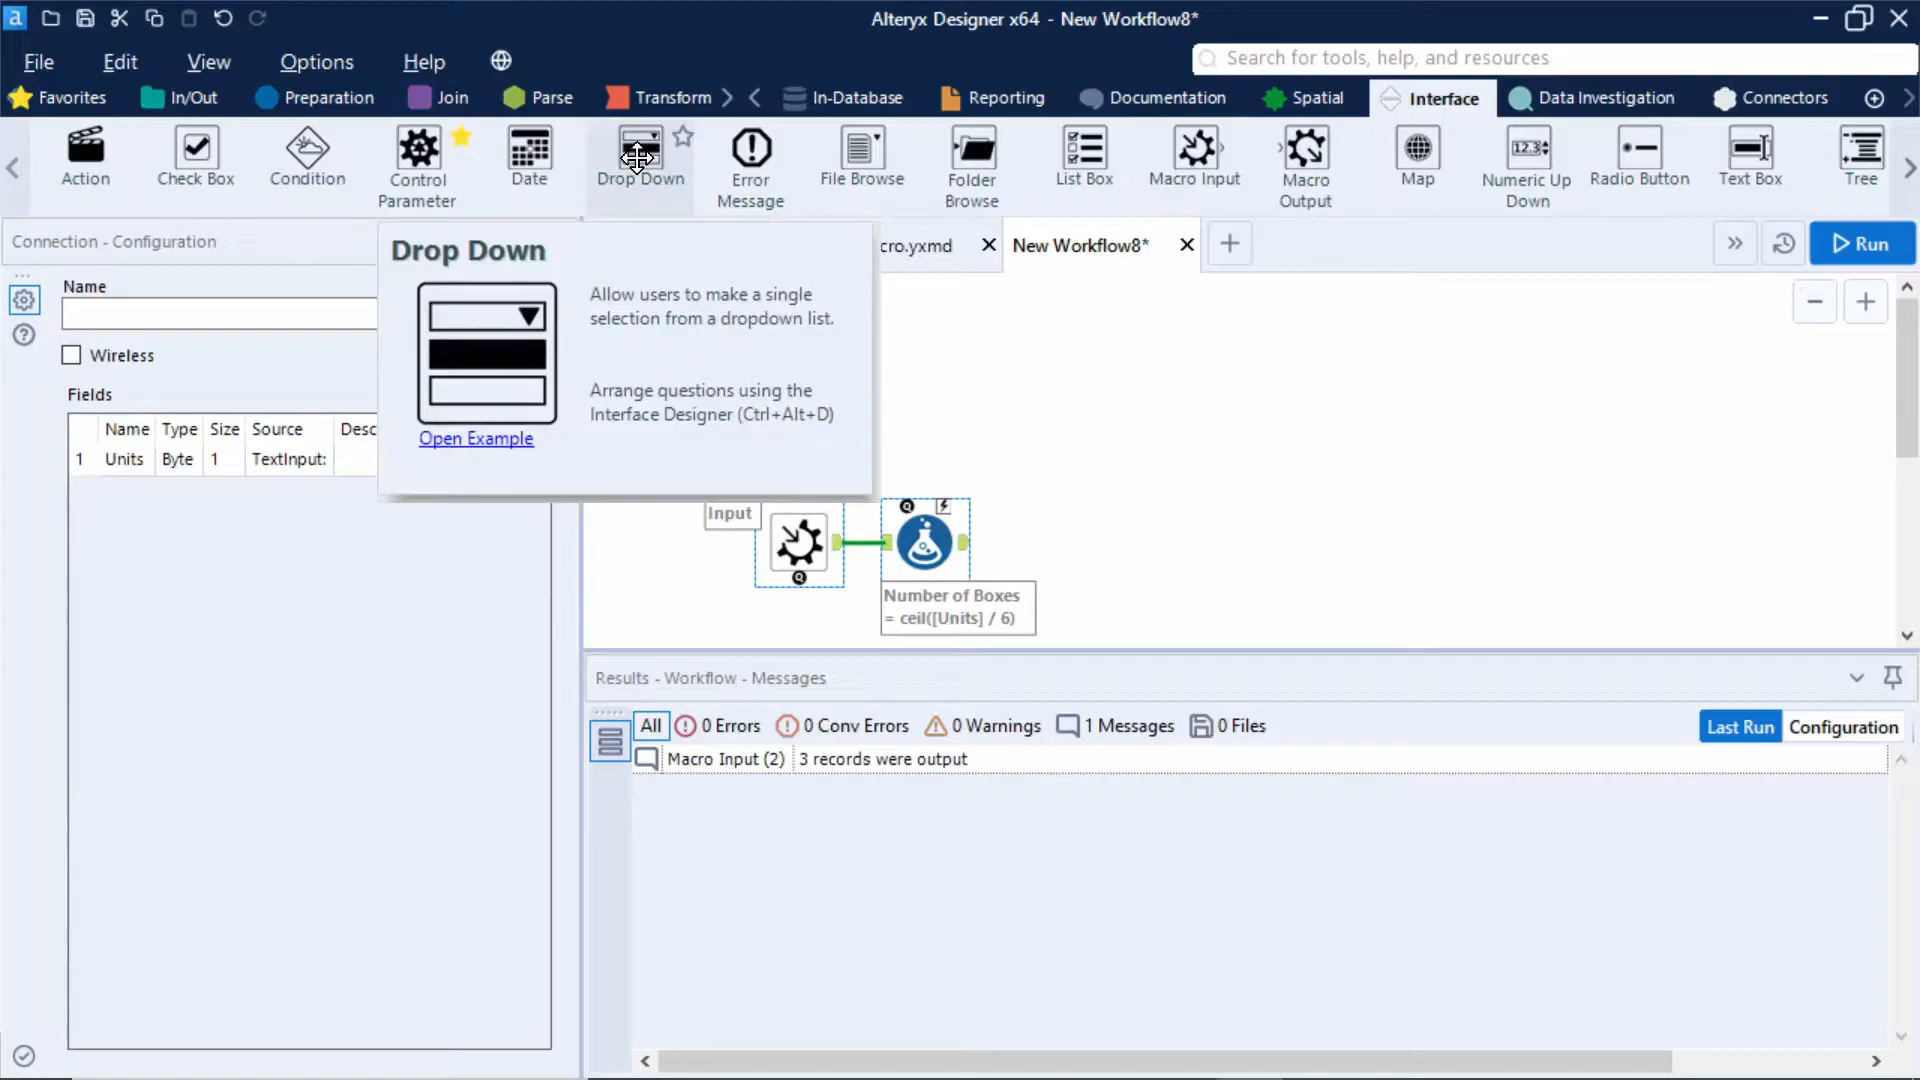 a
Alteryx Designer x64 - New Workflow8*
File Edit View Options Help
Search for tools, help, and resources
Favorites In/Out Preparation Join Parse Transform In-Database Reporting Documentation Spatial Interface Data Investigation Connectors
Action Check Box Condition Control Parameter Date Drop Down Error Message File Browse Folder Browse List Box Macro Input Macro Output Map Numeric Up Down Radio Button Text Box Tree
12.3
Connection - Configuration
cro.yxmd New Workflow8* Run
Name
Wireless
Fields
Name Type Size Source Desc
1 Units Byte 1 TextInput:
Drop Down
Allow users to make a single
selection from a dropdown list.
Arrange questions using the
Interface Designer (Ctrl+Alt+D)
Open Example
Input
Q
Q
Number of Boxes
= ceil([Units] / 6)
Results - Workflow - Messages
All 0 Errors 0 Conv Errors 0 Warnings 1 Messages 0 Files Last Run Configuration
Macro Input (2) 3 records were output